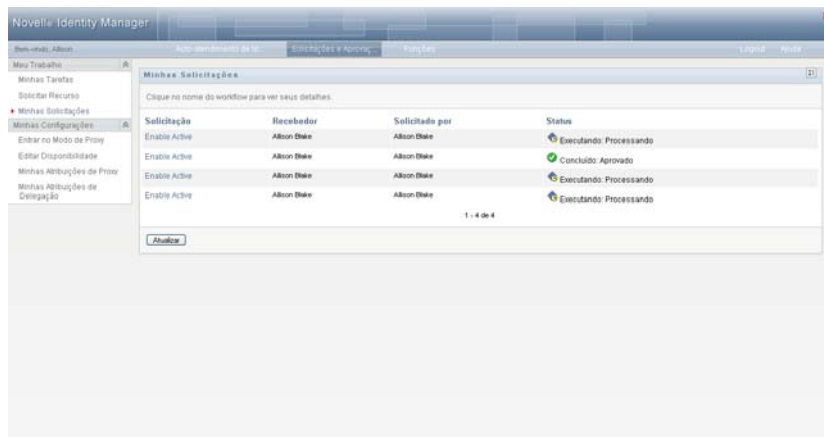 Novell® Identity Manager
Bem-vindo, Allison
Solicitações e Aprovaç...
Funções
Logout
Ajuda
Meu Trabalho
Minhas Tarefas
Solicitar Recurso
Minhas Solicitações
Minhas Configurações
Entrar no Modo de Proxy
Editar Disponibilidade
Minhas Atribuições de Proxy
Minhas Atribuições de
Delegação
Minhas Solicitações
Clique no nome do workflow para ver seus detalhes.
Solicitação Recebedor Solicitado por Status
Enable Active Allison Blake Allison Blake Executando: Processando
Enable Active Allison Blake Allison Blake Concluído: Aprovado
Enable Active Allison Blake Allison Blake Executando: Processando
Enable Active Allison Blake Allison Blake Executando: Processando
1 - 4 de 4
Atualizar